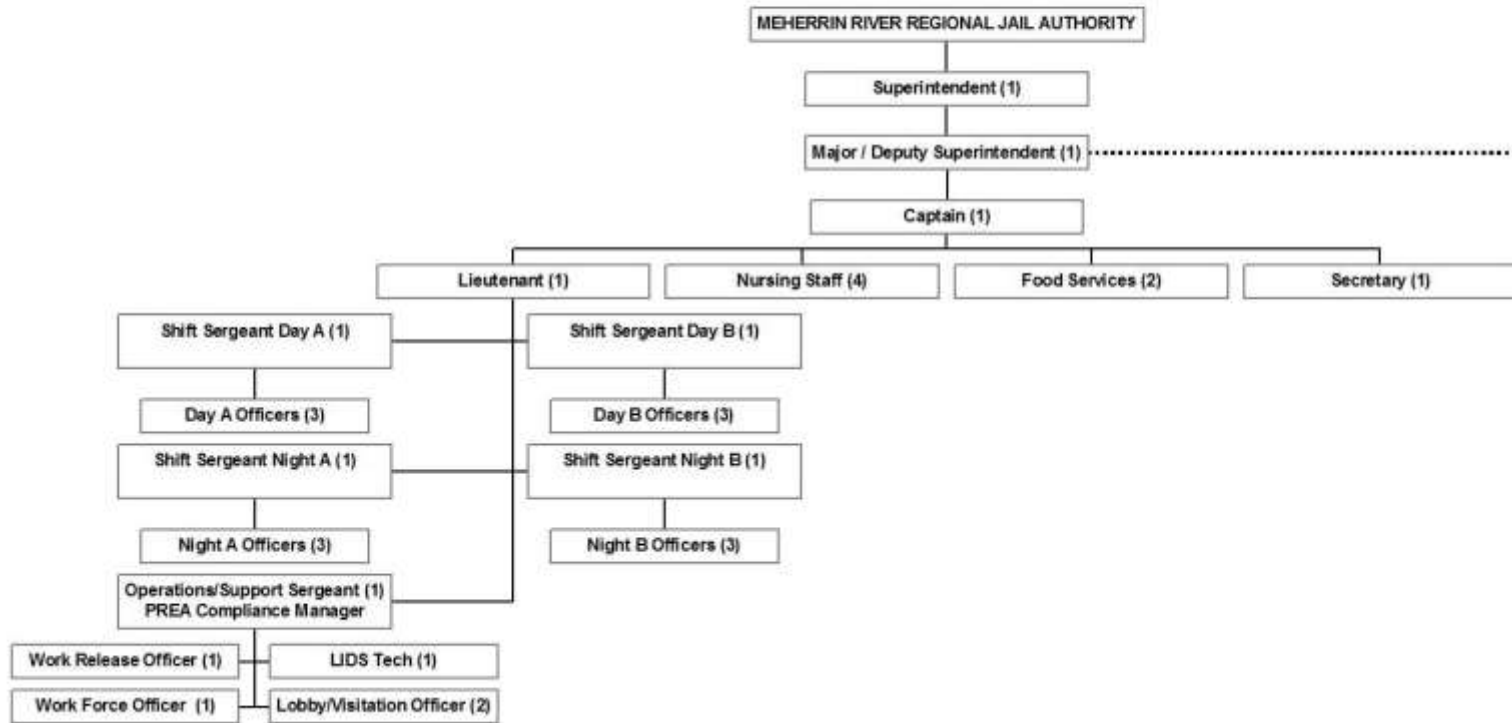 MEHERRIN RIVER REGIONAL JAIL AUTHORITY
Superintendent (1)
Major / Deputy Superintendent (1)
Captain (1)
Lieutenant (1)
Nursing Staff (4)
Food Services (2)
Secretary (1)
Shift Sergeant Day A (1)
Shift Sergeant Day B (1)
Day A Officers (3)
Day B Officers (3)
Shift Sergeant Night A (1)
Shift Sergeant Night B (1)
Night A Officers (3)
Night B Officers (3)
Operations/Support Sergeant (1)
PREA Compliance Manager
Work Release Officer (1)
LIDS Tech (1)
Work Force Officer (1)
Lobby/Visitation Officer (2)